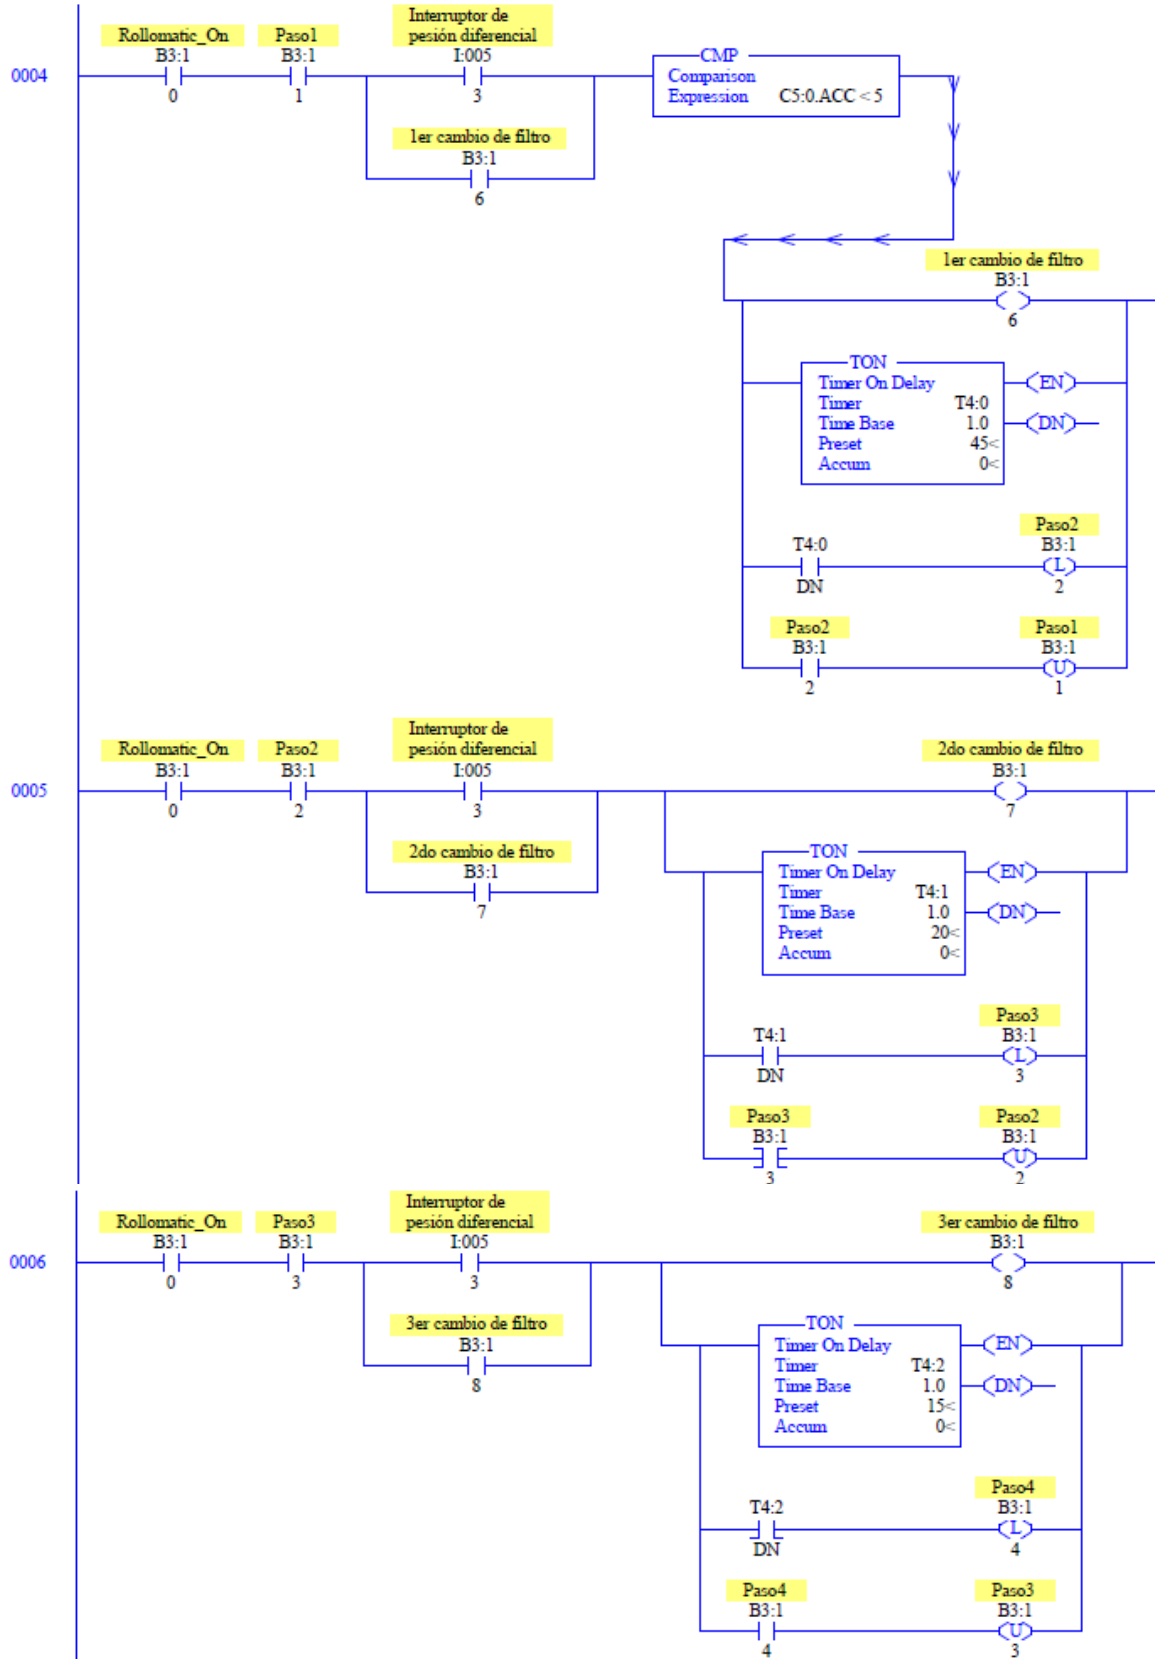 0004
Rollomatic_On
B3:1
0
Paso1
B3:1
1
Interruptor de
pesión diferencial
I:005
3
1er cambio de filtro
B3:1
6
CMP
Comparison
Expression C5:0.ACC < 5
1er cambio de filtro
B3:1
6
TON
Timer On Delay
Timer T4:0
Time Base 1.0
Preset 45<
Accum 0<
EN
DN
T4:0
DN
Paso2
B3:1
L
2
Paso2
B3:1
2
Paso1
B3:1
U
1
0005
Rollomatic_On
B3:1
0
Paso2
B3:1
2
Interruptor de
pesión diferencial
I:005
3
2do cambio de filtro
B3:1
7
2do cambio de filtro
B3:1
7
TON
Timer On Delay
Timer T4:1
Time Base 1.0
Preset 20<
Accum 0<
EN
DN
T4:1
DN
Paso3
B3:1
L
3
Paso3
B3:1
3
Paso2
B3:1
U
2
0006
Rollomatic_On
B3:1
0
Paso3
B3:1
3
Interruptor de
pesión diferencial
I:005
3
3er cambio de filtro
B3:1
8
3er cambio de filtro
B3:1
8
TON
Timer On Delay
Timer T4:2
Time Base 1.0
Preset 15<
Accum 0<
EN
DN
T4:2
DN
Paso4
B3:1
L
4
Paso4
B3:1
4
Paso3
B3:1
U
3